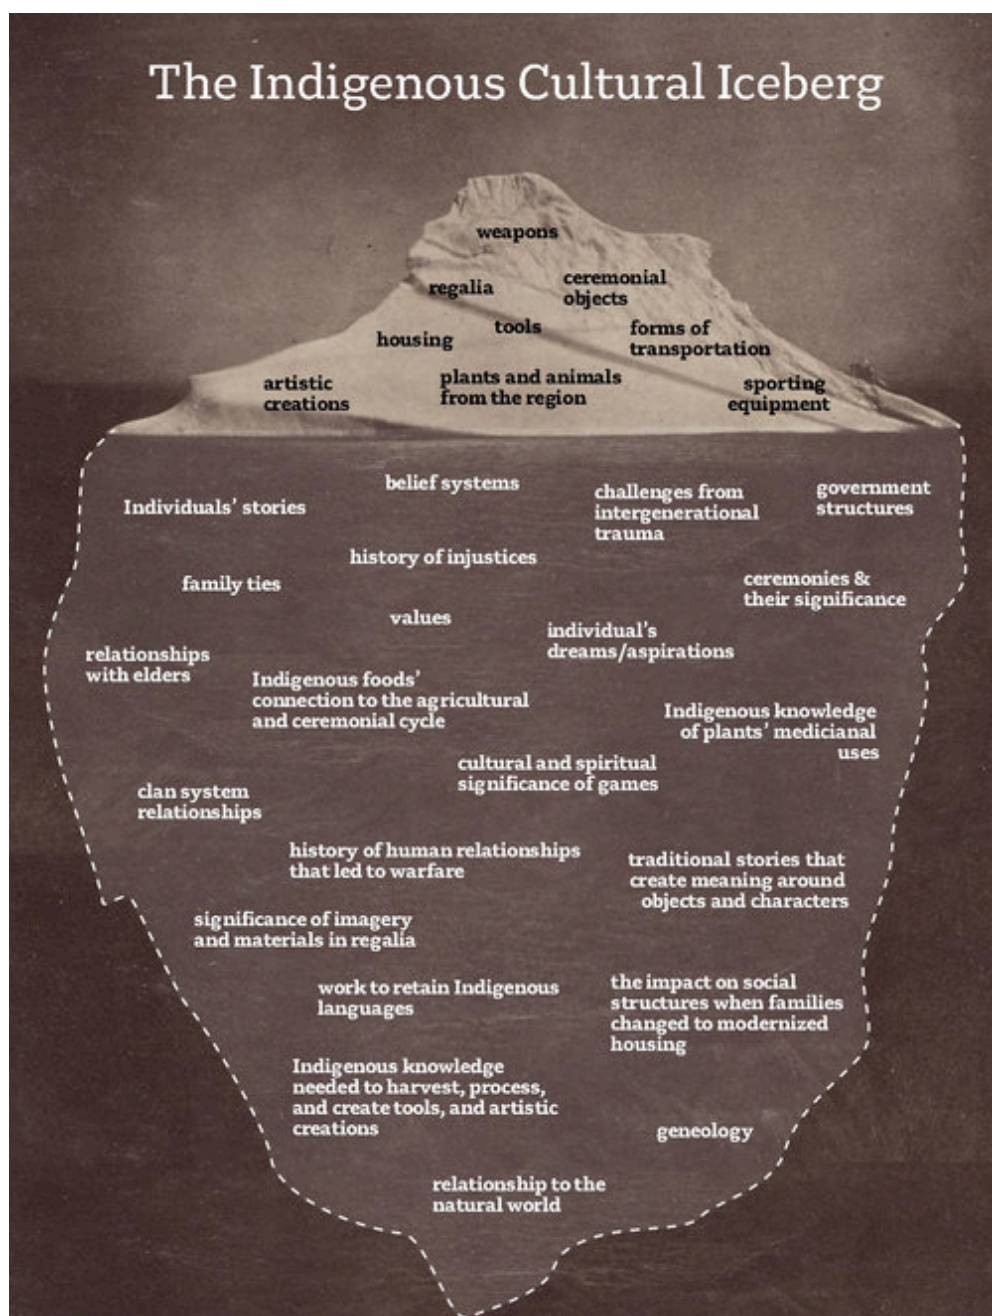 The Indigenous Cultural Iceberg
weapons
regalia
ceremonial
objects
tools
housing
forms of
transportation
artistic
creations
plants and animals
from the region
sporting
equipment
belief systems
Individuals' stories
challenges from
intergenerational
trauma
government
structures
history of injustices
family ties
ceremonies &
their significance
values
individual's
dreams/aspirations
relationships
with elders
Indigenous foods'
connection to the agricultural
and ceremonial cycle
Indigenous knowledge
of plants' medicianal
uses
cultural and spiritual
significance of games
clan system
relationships
history of human relationships
that led to warfare
traditional stories that
create meaning around
objects and characters
significance of imagery
and materials in regalia
work to retain Indigenous
languages
the impact on social
structures when families
changed to modernized
housing
Indigenous knowledge
needed to harvest, process,
and create tools, and artistic
creations
geneology
relationship to the
natural world